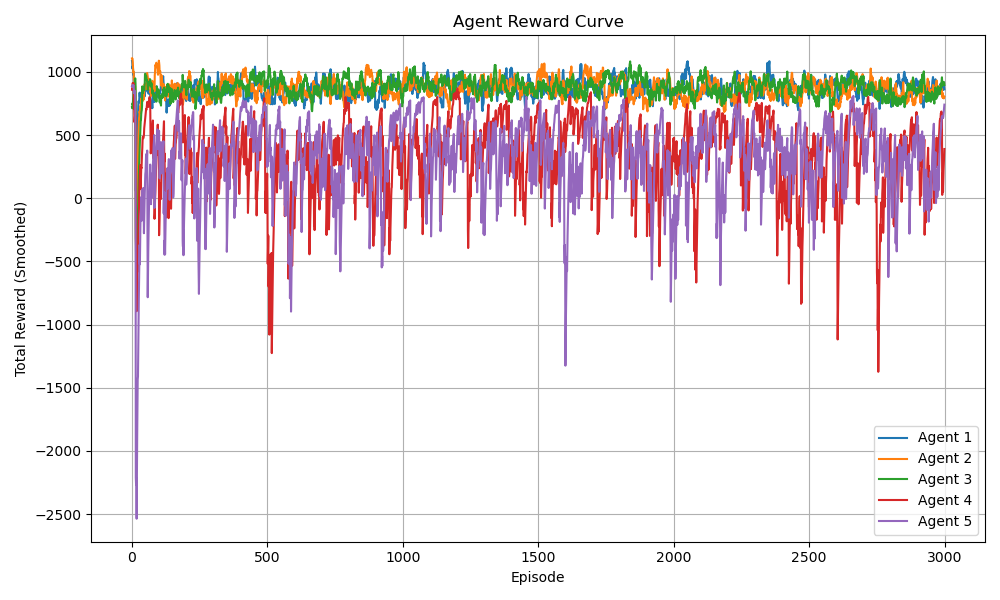 Agent Reward Curve
Total Reward (Smoothed)
1000
500
0
−500
−1000
−1500
−2000
−2500
Agent 1
Agent 2
Agent 3
Agent 4
Agent 5
0 500 1000 1500 2000 2500 3000
Episode